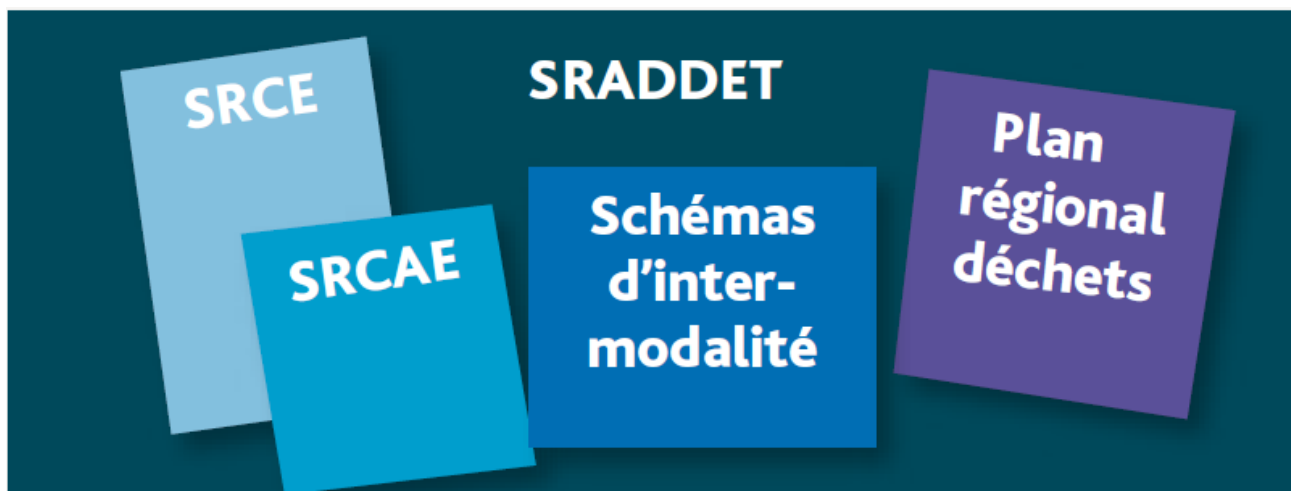 SRADDET
SRCE
SRCAE
Schémas
d'inter-
modalité
Plan
régional
déchets